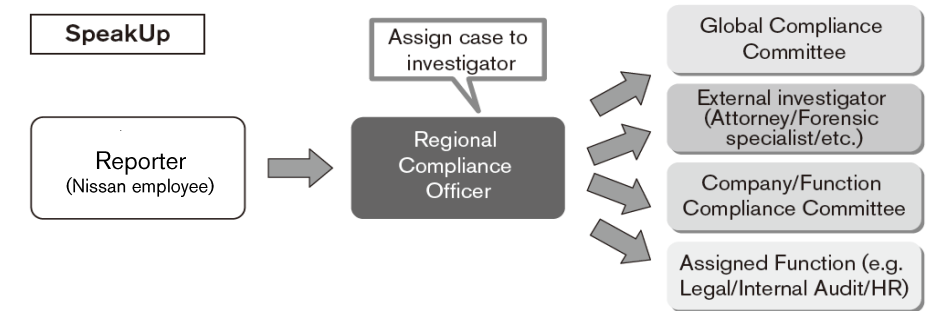 SpeakUp
Reporter
(Nissan employee)
Assign case to
investigator
Regional
Compliance
Officer
Global Compliance
Committee
External investigator
(Attorney/Forensic
specialist/etc.)
Company/Function
Compliance Committee
Assigned Function (e.g.
Legal/Internal Audit/HR)